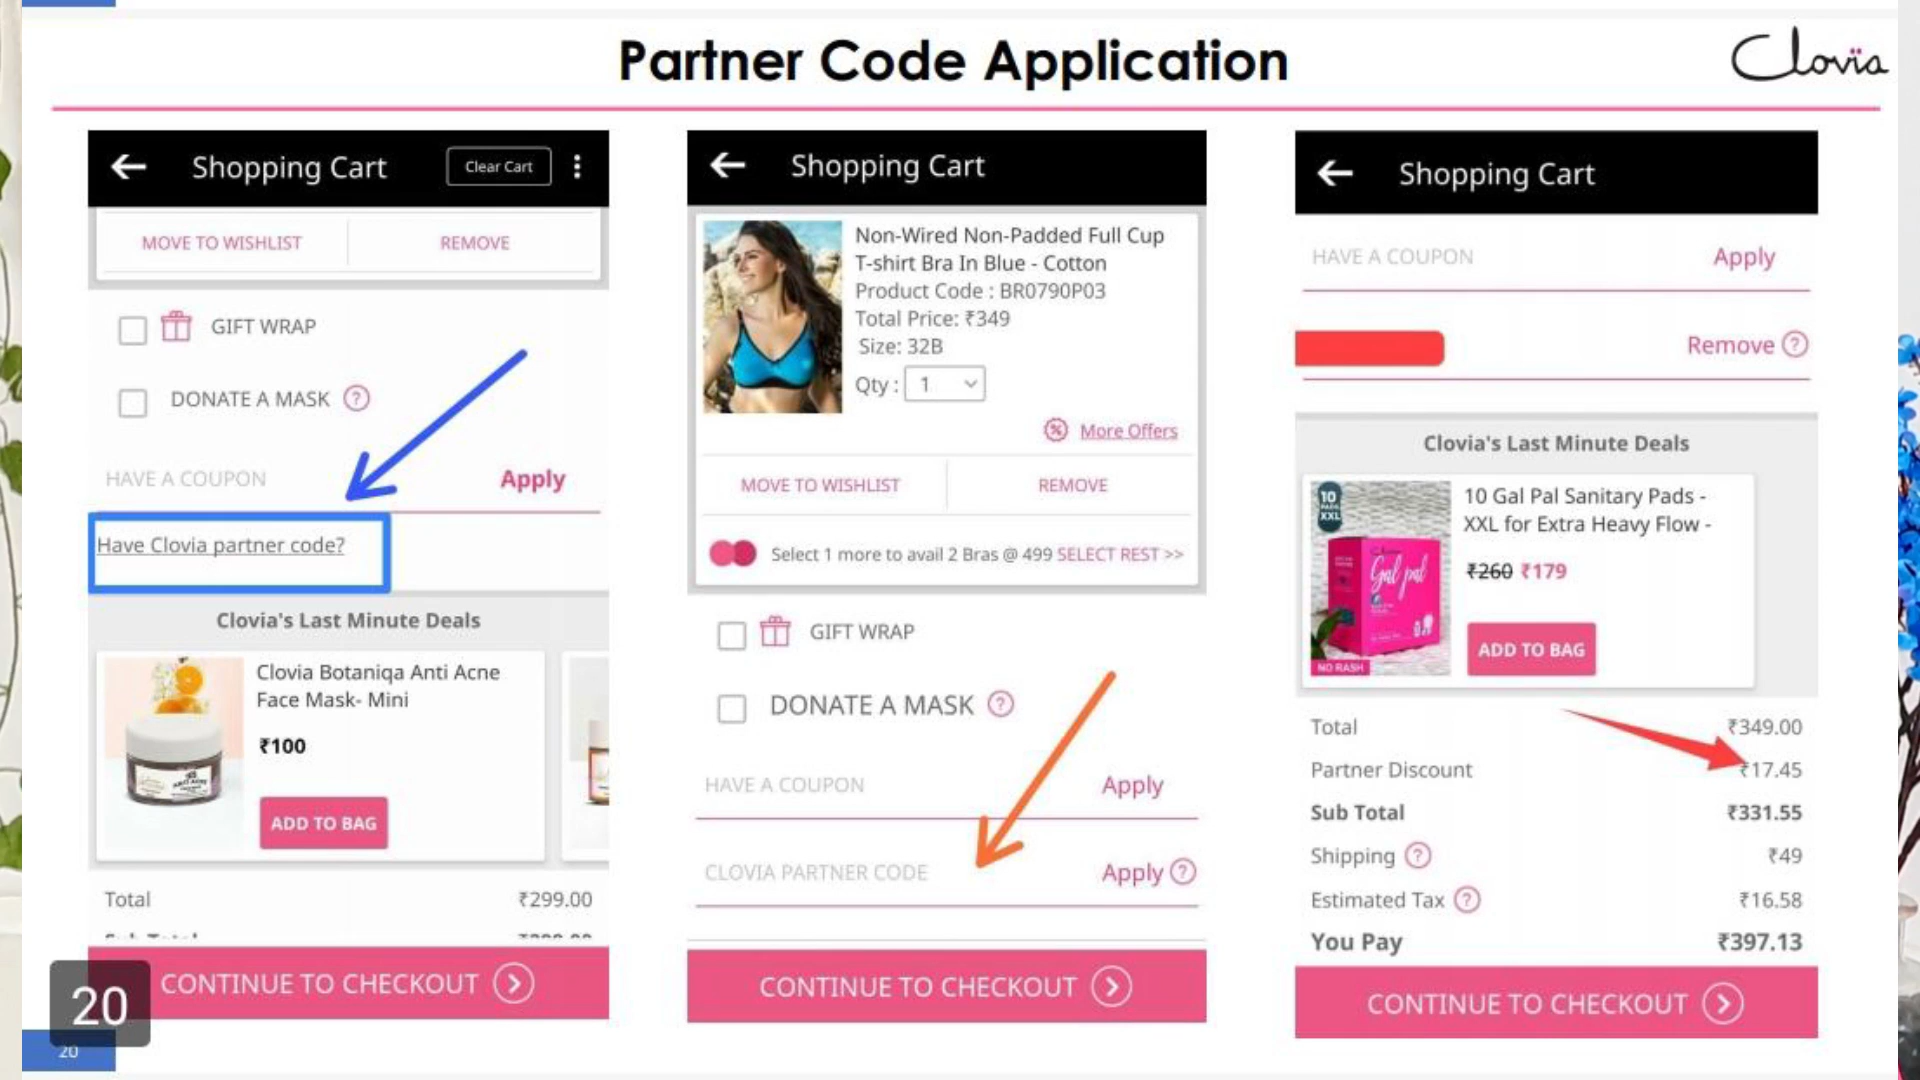 Partner Code Application
Clovia
Shopping Cart
Clear Cart
MOVE TO WISHLIST
REMOVE
GIFT WRAP
DONATE A MASK ?
HAVE A COUPON
Apply
Have Clovia partner code?
Clovia's Last Minute Deals
Clovia Botaniqa Anti Acne
Face Mask- Mini
₹100
ADD TO BAG
Total
₹299.00
CONTINUE TO CHECKOUT
Shopping Cart
Non-Wired Non-Padded Full Cup
T-shirt Bra In Blue - Cotton
Product Code : BR0790P03
Total Price: ₹349
Size: 32B
Qty : 1
More Offers
MOVE TO WISHLIST
REMOVE
Select 1 more to avail 2 Bras @ 499 SELECT REST >>
GIFT WRAP
DONATE A MASK ?
HAVE A COUPON
Apply
CLOVIA PARTNER CODE
Apply ?
CONTINUE TO CHECKOUT
Shopping Cart
HAVE A COUPON
Apply
Remove ?
Clovia's Last Minute Deals
10
PADS
XXL
Gal pal
NO RASH
10 Gal Pal Sanitary Pads -
XXL for Extra Heavy Flow -
₹260 ₹179
ADD TO BAG
Total
₹349.00
Partner Discount
₹17.45
Sub Total
₹331.55
Shipping ?
₹49
Estimated Tax ?
₹16.58
You Pay
₹397.13
CONTINUE TO CHECKOUT
20
20